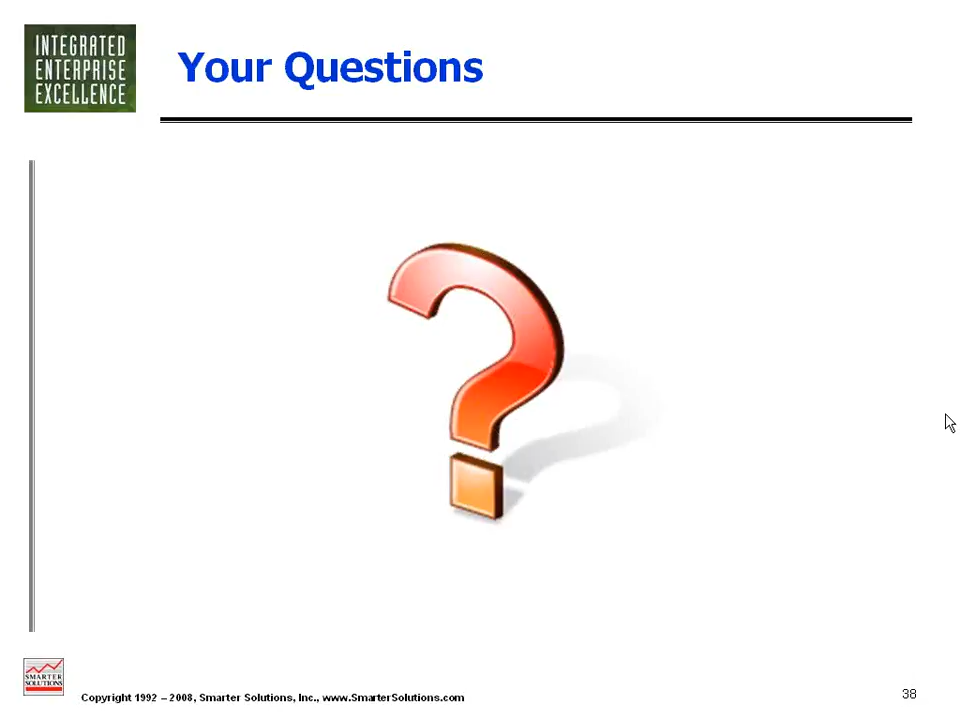 INTEGRATED
ENTERPRISE
EXCELLENCE
Your Questions
?
SMARTER
SOLUTIONS
Copyright 1992 – 2008, Smarter Solutions, Inc., www.SmarterSolutions.com
38